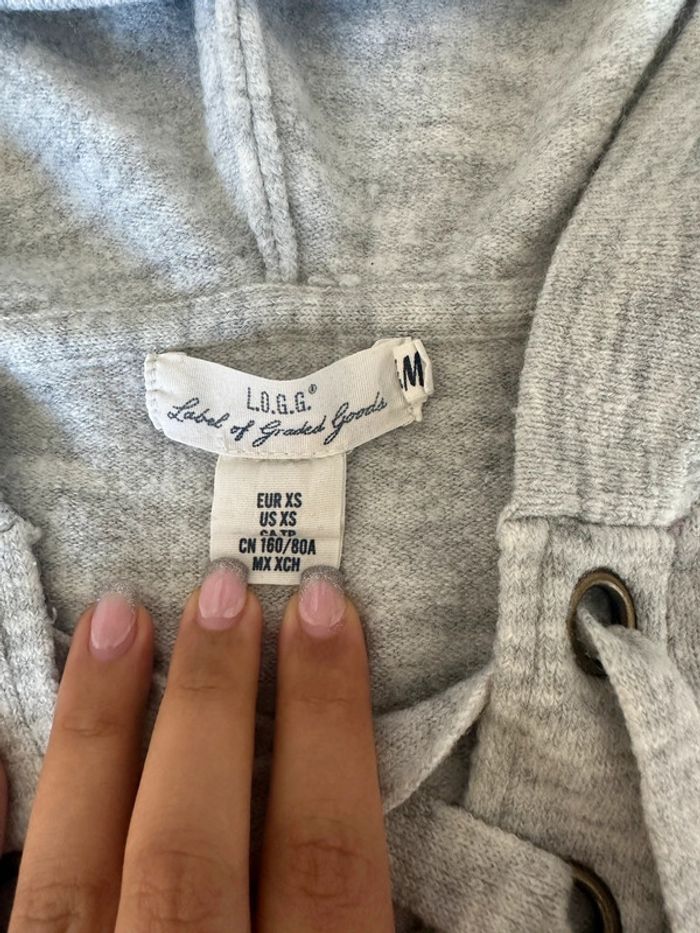 L.O.G.G.®
Label of Graded Goods
M
EUR XS
US XS
CN 160/80A
MX XCH